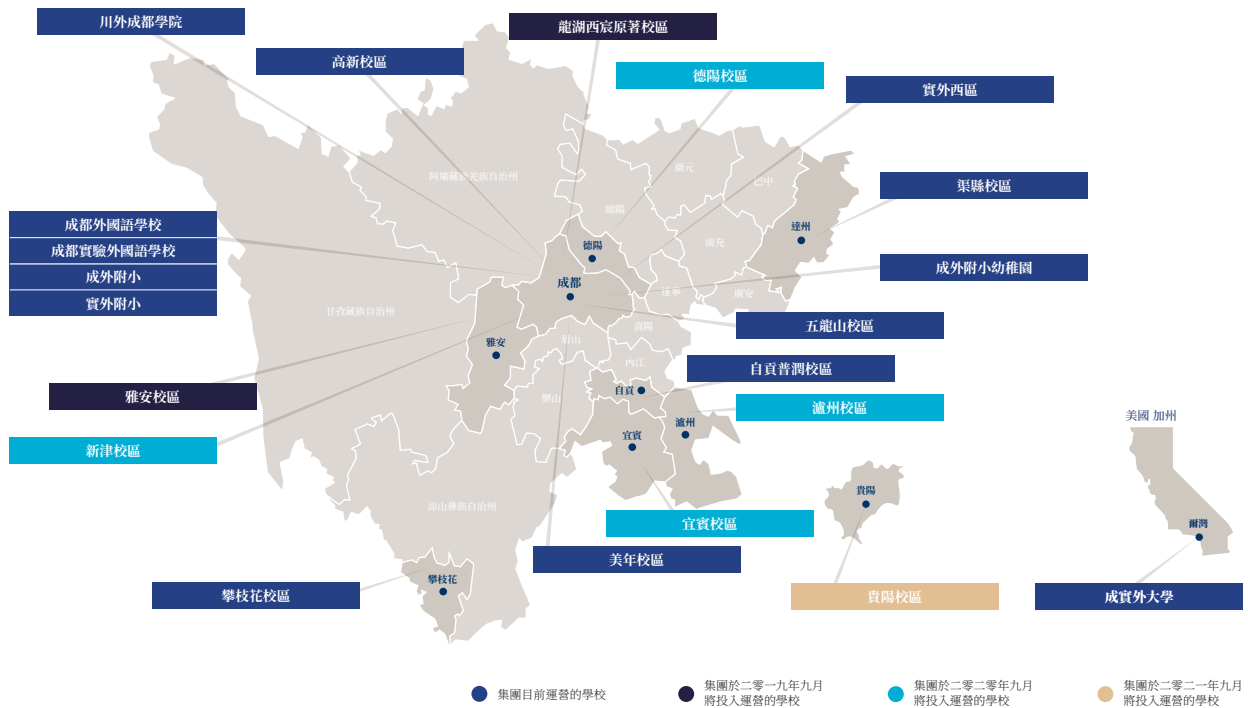 川外成都學院
龍湖西宸原著校區
高新校區
德陽校區
實外西區
渠縣校區
成都外國語學校
成都實驗外國語學校
成外附小
實外附小
成外附小幼稚園
五龍山校區
自貢普潤校區
雅安校區
瀘州校區
新津校區
宜賓校區
美年校區
攀枝花校區
貴陽校區
成實外大學
阿壩藏族羌族自治州
廣元
巴中
綿陽
達州
南充
德陽
成都
遂寧
廣安
甘孜藏族自治州
資陽
眉山
雅安
內江
自貢
樂山
瀘州
宜賓
涼山彝族自治州
攀枝花
貴陽
美國 加州
爾灣
集團目前運營的學校
集團於二零一九年九月
將投入運營的學校
集團於二零二零年九月
將投入運營的學校
集團於二零二一年九月
將投入運營的學校